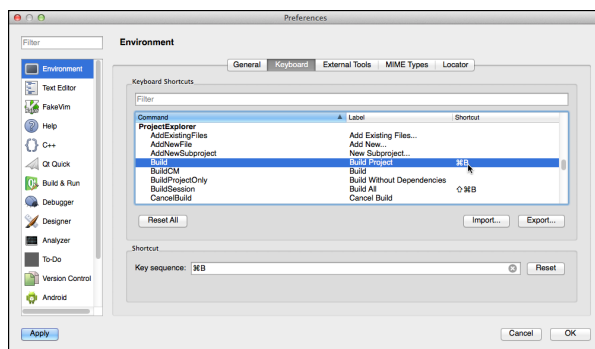 Preferences
Filter
Environment
Environment
Text Editor
FakeVim
Help
C++
Qt Quick
Build & Run
Debugger
Designer
Analyzer
To-Do
Version Control
Android
General Keyboard External Tools MIME Types Locator
Keyboard Shortcuts
Filter
Command Label Shortcut
ProjectExplorer
AddExistingFiles Add Existing Files...
AddNewFile Add New...
AddNewSubproject New Subproject...
Build Build Project ⌘B
BuildCM Build
BuildProjectOnly Build Without Dependencies
BuildSession Build All ⇧⌘B
CancelBuild Cancel Build
Reset All Import... Export...
Shortcut
Key sequence: ⌘B Reset
Apply Cancel OK